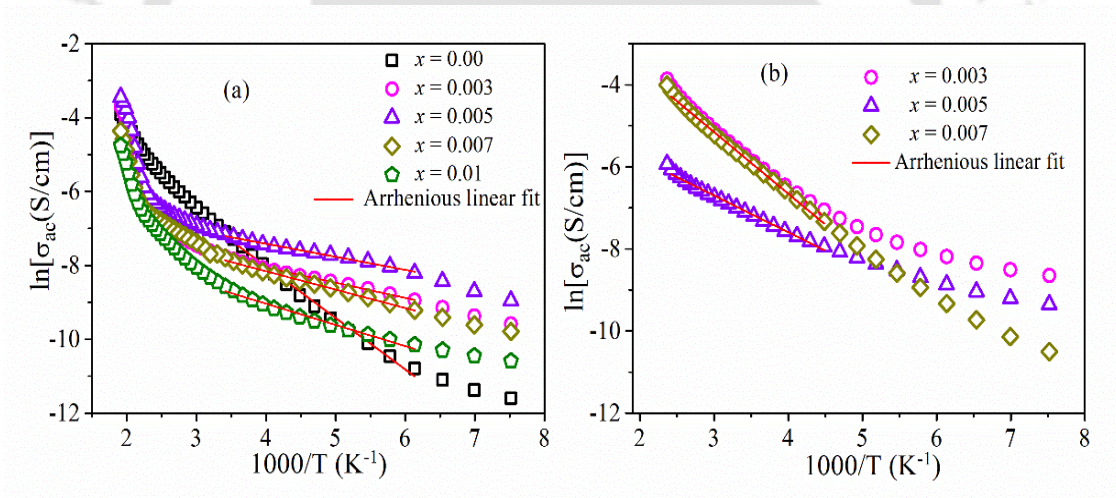 (a)
x = 0.00
x = 0.003
x = 0.005
x = 0.007
x = 0.01
Arrhenious linear fit
ln[σac(S/cm)]
-2
-4
-6
-8
-10
-12
2 3 4 5 6 7 8
1000/T (K-1)
(b)
x = 0.003
x = 0.005
x = 0.007
Arrhenious linear fit
ln[σac(S/cm)]
-4
-6
-8
-10
-12
2 3 4 5 6 7 8
1000/T (K-1)